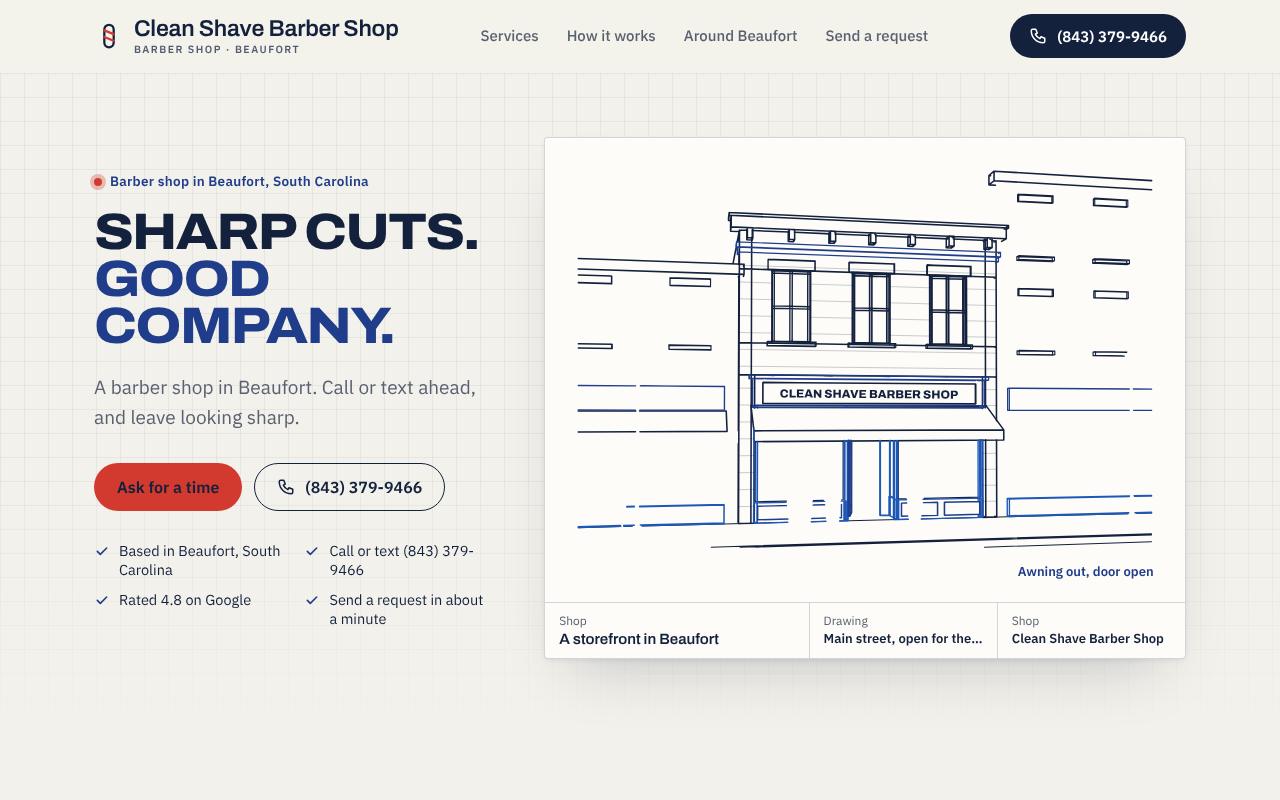 Clean Shave Barber Shop
BARBER SHOP · BEAUFORT
Services
How it works
Around Beaufort
Send a request
(843) 379-9466
Barber shop in Beaufort, South Carolina
SHARP CUTS.
GOOD
COMPANY.
A barber shop in Beaufort. Call or text ahead,
and leave looking sharp.
Ask for a time
(843) 379-9466
Based in Beaufort, South
Carolina
Call or text (843) 379-
9466
Rated 4.8 on Google
Send a request in about
a minute
CLEAN SHAVE BARBER SHOP
Awning out, door open
Shop
A storefront in Beaufort
Drawing
Main street, open for the...
Shop
Clean Shave Barber Shop